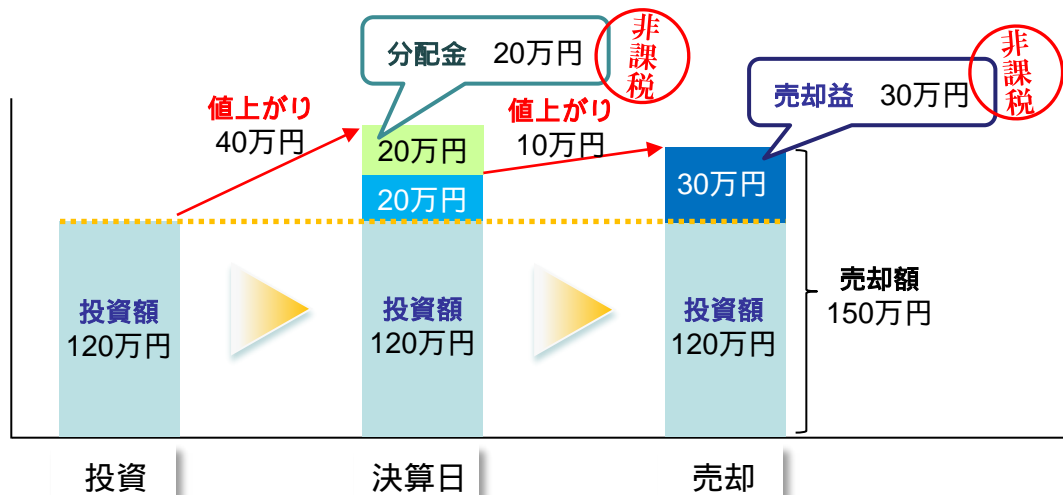 分配金 20万円
非課税
売却益 30万円
非課税
値上がり
40万円
値上がり
10万円
20万円
20万円
30万円
投資額
120万円
投資額
120万円
投資額
120万円
売却額
150万円
投資
決算日
売却